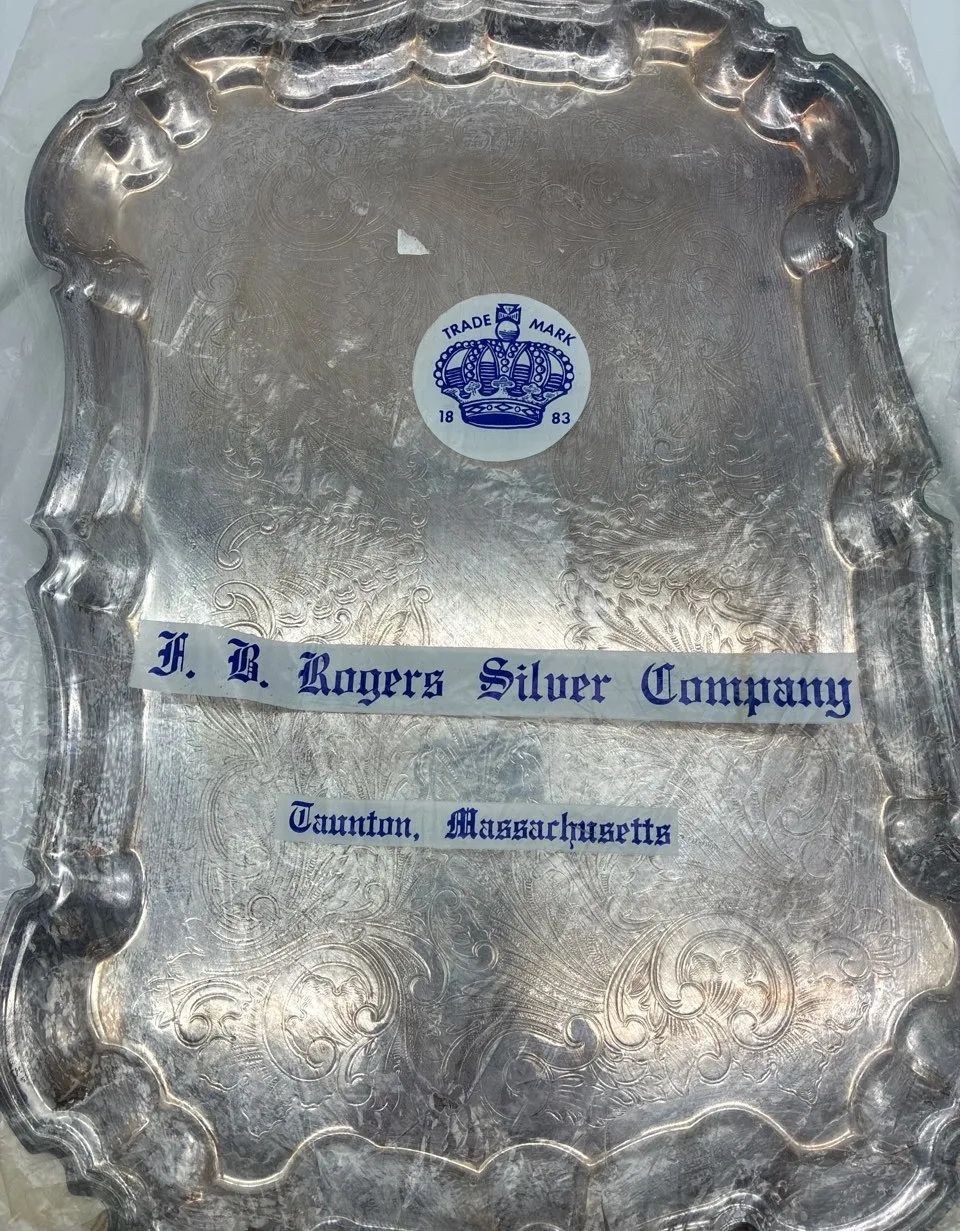 TRADE MARK
18 83
F. B. Rogers Silver Company
Taunton, Massachusetts